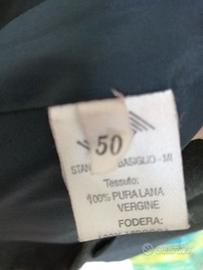 50
BASIGLIO - MI
Tessuto:
100% PURA LANA
VERGINE
FODERA: